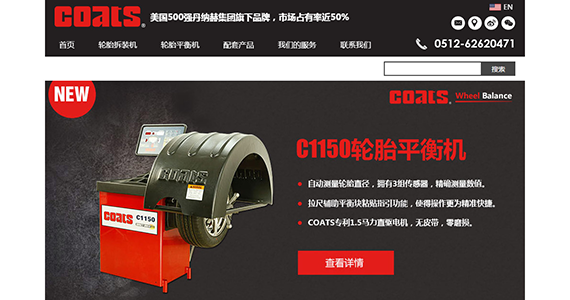 coats® 美国500强丹纳赫集团旗下品牌，市场占有率近50%
EN
首页 轮胎拆装机 轮胎平衡机 配套产品 我们的服务 联系我们 0512-62620471
搜索
NEW
coats® Wheel Balance
C1150轮胎平衡机
自动测量轮胎直径，拥有3组传感器，精确测量数值。
拉尺辅助平衡块粘贴指引功能，使得操作更为精准快捷。
COATS专利1.5马力直驱电机，无皮带，零磨损。
查看详情
COATS
coats C1150